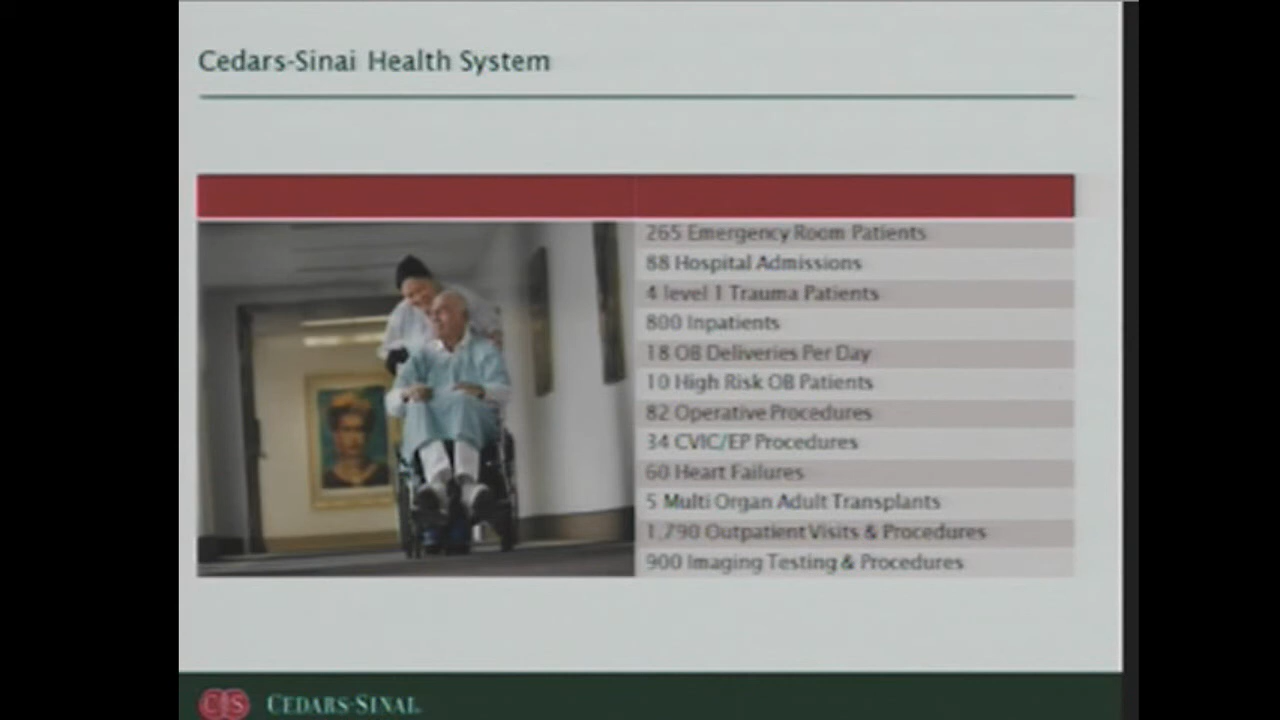 Cedars-Sinai Health System
265 Emergency Room Patients
88 Hospital Admissions
4 level 1 Trauma Patients
800 Inpatients
18 OB Deliveries Per Day
10 High Risk OB Patients
82 Operative Procedures
34 CVIC/EP Procedures
60 Heart Failures
5 Multi Organ Adult Transplants
1,790 Outpatient Visits & Procedures
900 Imaging Testing & Procedures
CS CEDARS-SINAI.